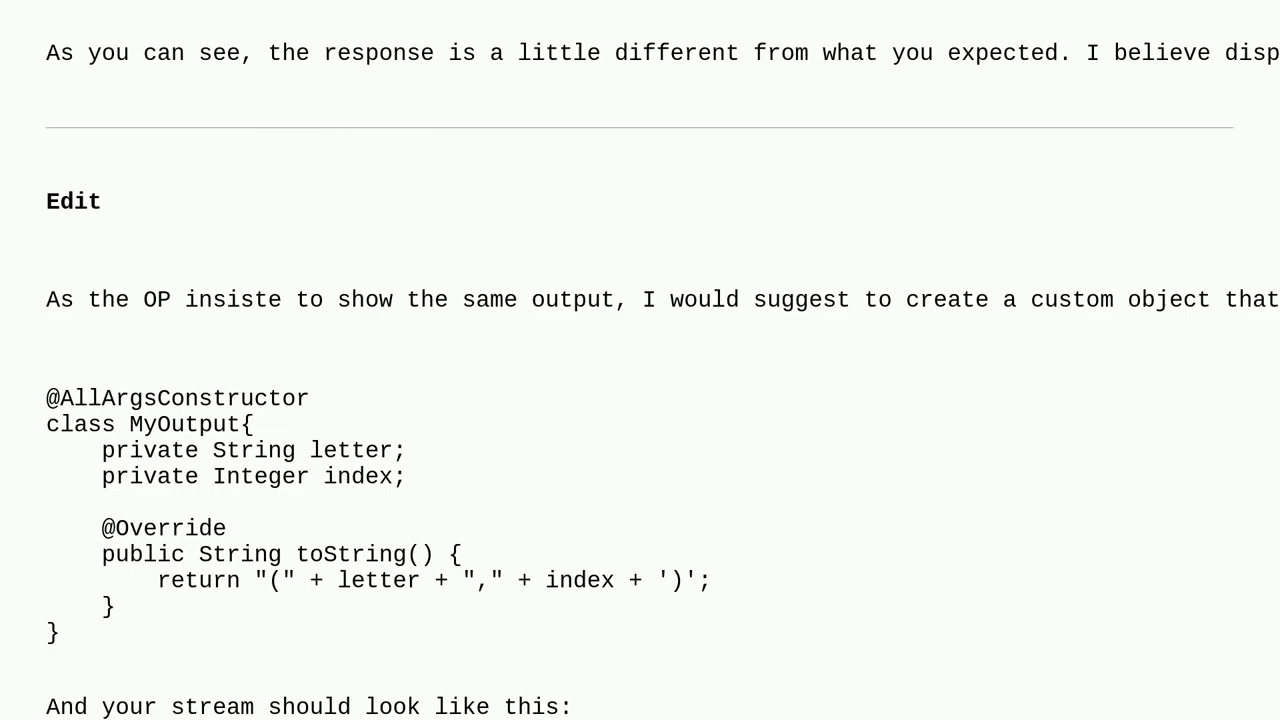 As you can see, the response is a little different from what you expected. I believe
Edit
As the OP insiste to show the same output, I would suggest to create a custom object that
@AllArgsConstructor
class MyOutput{
    private String letter;
    private Integer index;
    @Override
    public String toString() {
        return "(" + letter + "," + index + ')';
    }
}
And your stream should look like this: